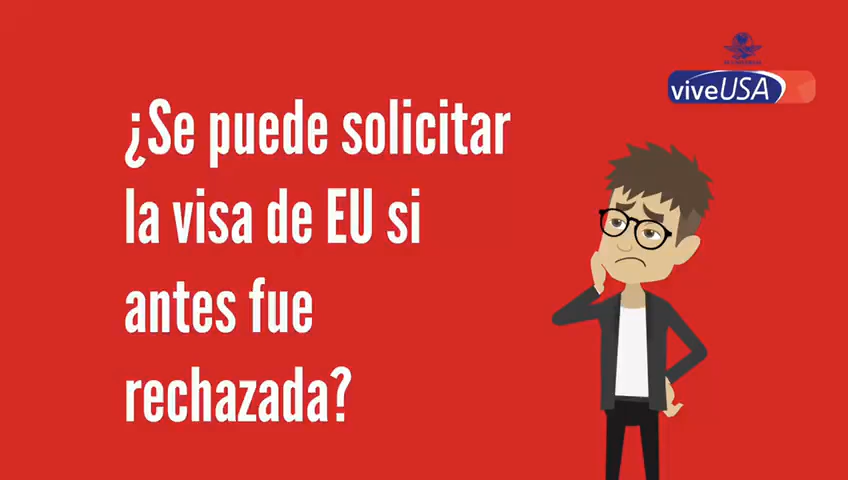 ¿Se puede solicitar
la visa de EU si
antes fue
rechazada?
viveUSA